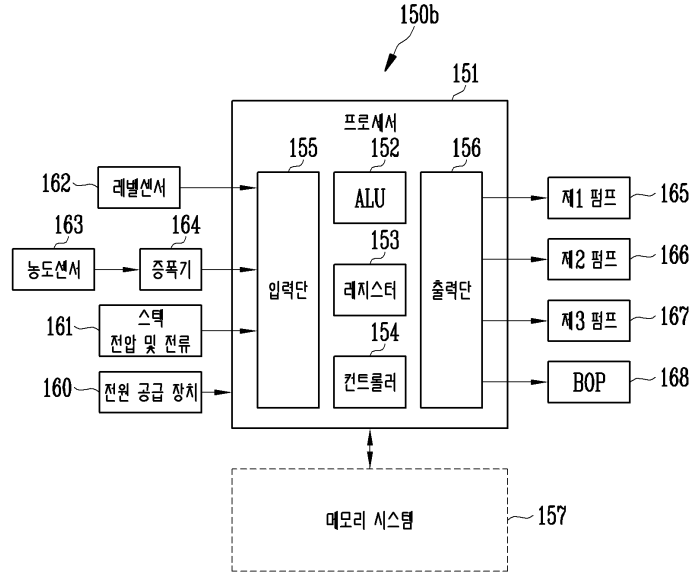 150b
151
프로세서
155
152
156
162
레벨센서
ALU
제1 펌프
165
163
164
153
제2 펌프
166
농도센서
증폭기
입력단
레지스터
출력단
161
스택
전압 및 전류
154
제3 펌프
167
160
전원 공급 장치
컨트롤러
BOP
168
메모리 시스템
157